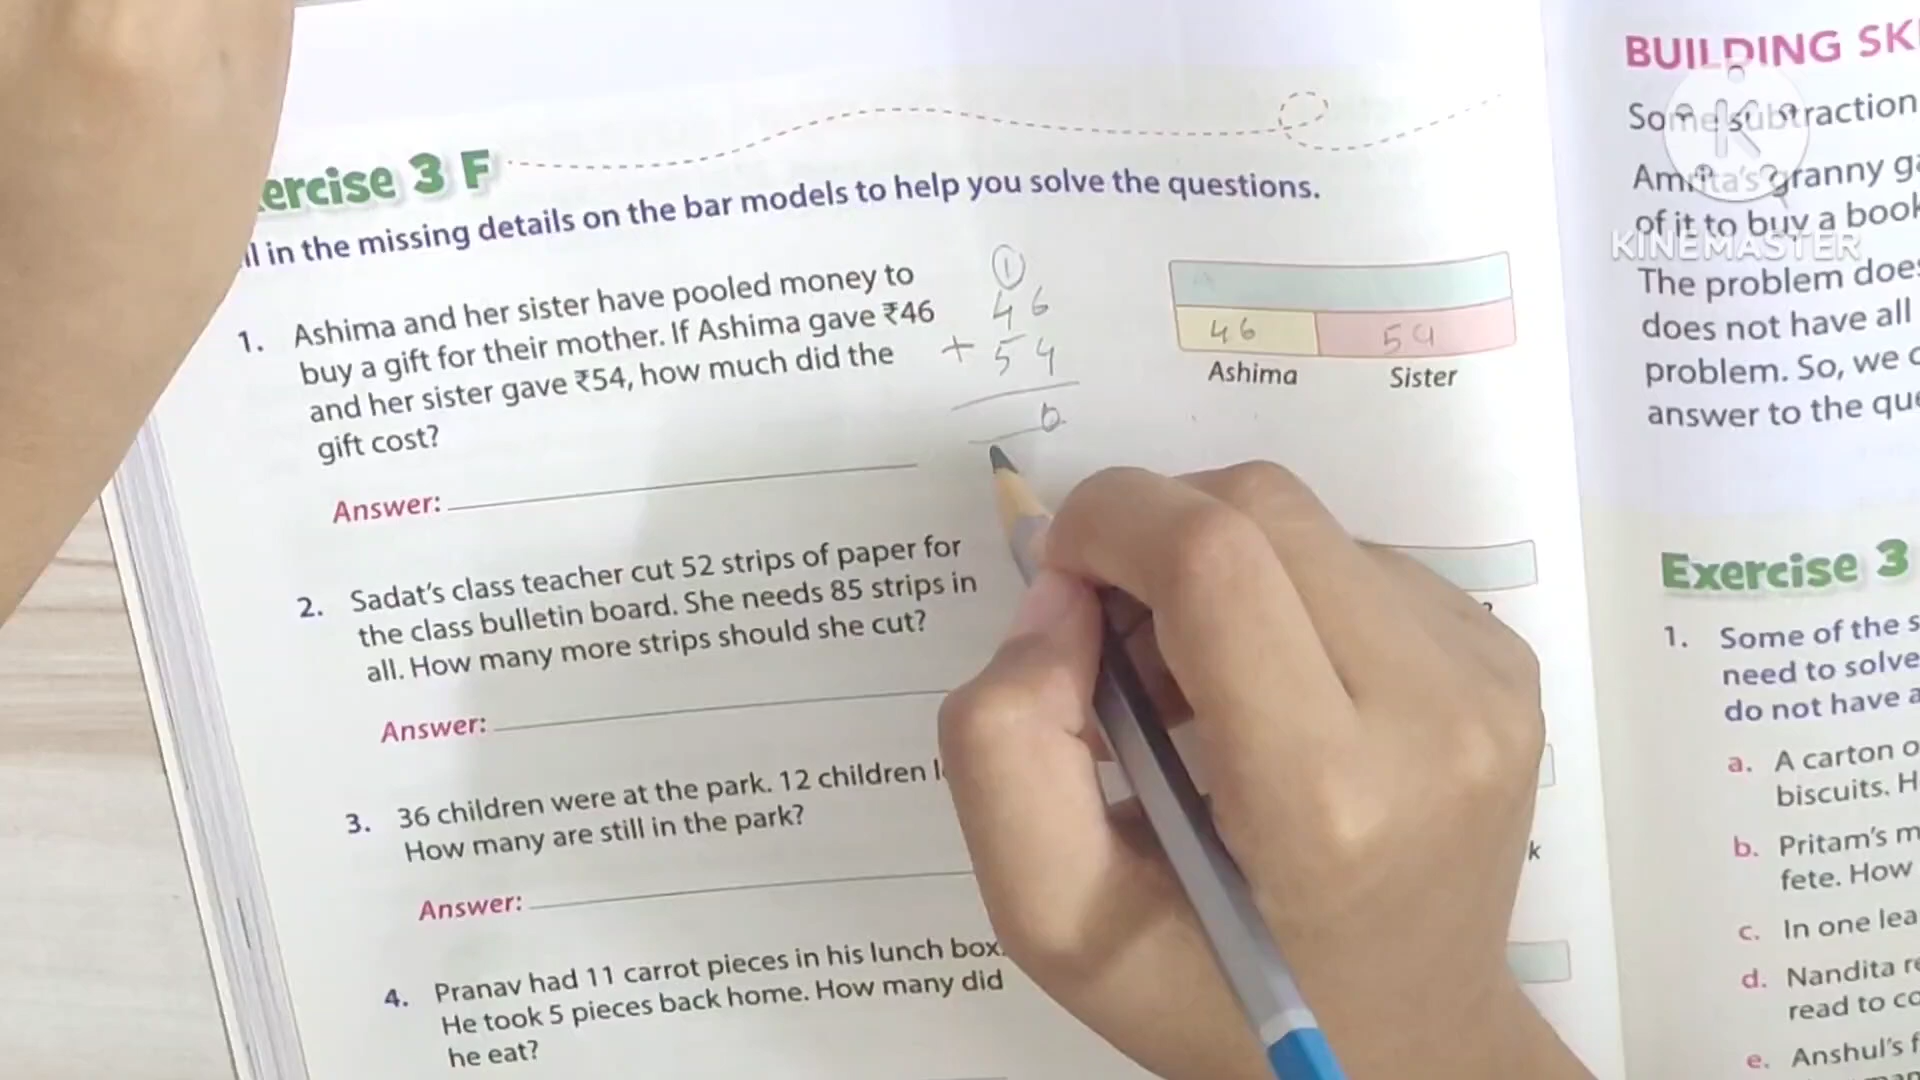 ercise 3 F
ll in the missing details on the bar models to help you solve the questions.
1. Ashima and her sister have pooled money to
buy a gift for their mother. If Ashima gave ₹46
and her sister gave ₹54, how much did the
gift cost?
Answer:
1
46
+ 54
0
46 54
Ashima Sister
2. Sadat's class teacher cut 52 strips of paper for
the class bulletin board. She needs 85 strips in
all. How many more strips should she cut?
?
Answer:
3. 36 children were at the park. 12 children l
How many are still in the park?
k
Answer:
4. Pranav had 11 carrot pieces in his lunch box.
He took 5 pieces back home. How many did
he eat?
BUILDING SK
Some subtraction
Amrita's granny ga
of it to buy a book
The problem does
does not have all
problem. So, we c
answer to the que
K
KINEMASTER
Exercise 3
1. Some of the s
need to solve
do not have a
a. A carton o
biscuits. H
b. Pritam's m
fete. How
c. In one lea
d. Nandita re
read to co
e. Anshul's f